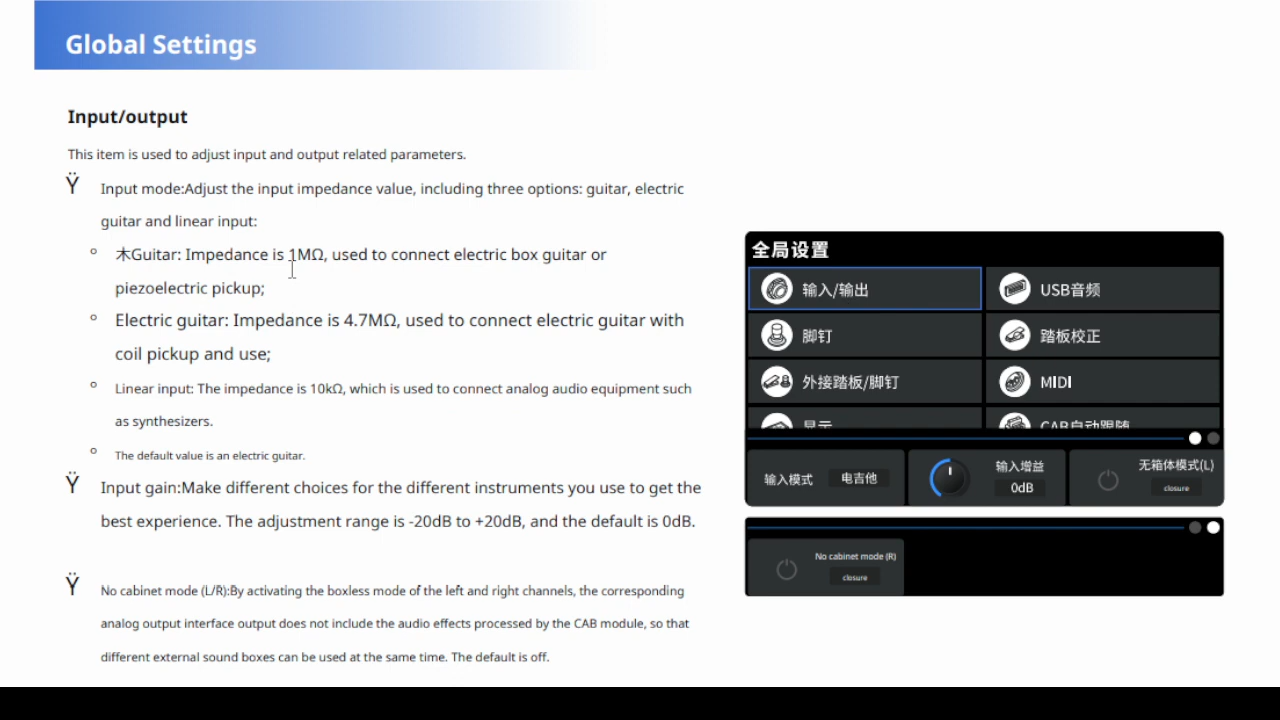 Global Settings
Input/output
This item is used to adjust input and output related parameters.
Ÿ Input mode:Adjust the input impedance value, including three options: guitar, electric
guitar and linear input:
○ 木Guitar: Impedance is 1MΩ, used to connect electric box guitar or
piezoelectric pickup;
○ Electric guitar: Impedance is 4.7MΩ, used to connect electric guitar with
coil pickup and use;
○ Linear input: The impedance is 10kΩ, which is used to connect analog audio equipment such
as synthesizers.
○ The default value is an electric guitar.
Ÿ Input gain:Make different choices for the different instruments you use to get the
best experience. The adjustment range is -20dB to +20dB, and the default is 0dB.
Ÿ No cabinet mode (L/R):By activating the boxless mode of the left and right channels, the corresponding
analog output interface output does not include the audio effects processed by the CAB module, so that
different external sound boxes can be used at the same time. The default is off.
全局设置
输入/输出
USB音频
脚钉
踏板校正
外接踏板/脚钉
MIDI
显示
CAB自动跟随
输入模式
电吉他
输入增益
0dB
无箱体模式(L)
closure
No cabinet mode (R)
closure